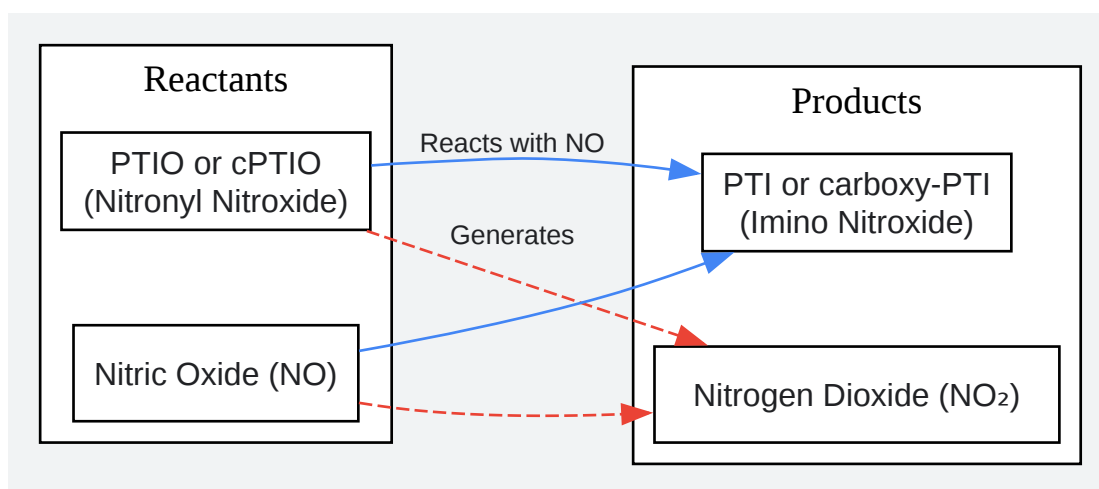 Reactants
PTIO or cPTIO
(Nitronyl Nitroxide)
Nitric Oxide (NO)
Reacts with NO
Generates
Products
PTI or carboxy-PTI
(Imino Nitroxide)
Nitrogen Dioxide (NO₂)